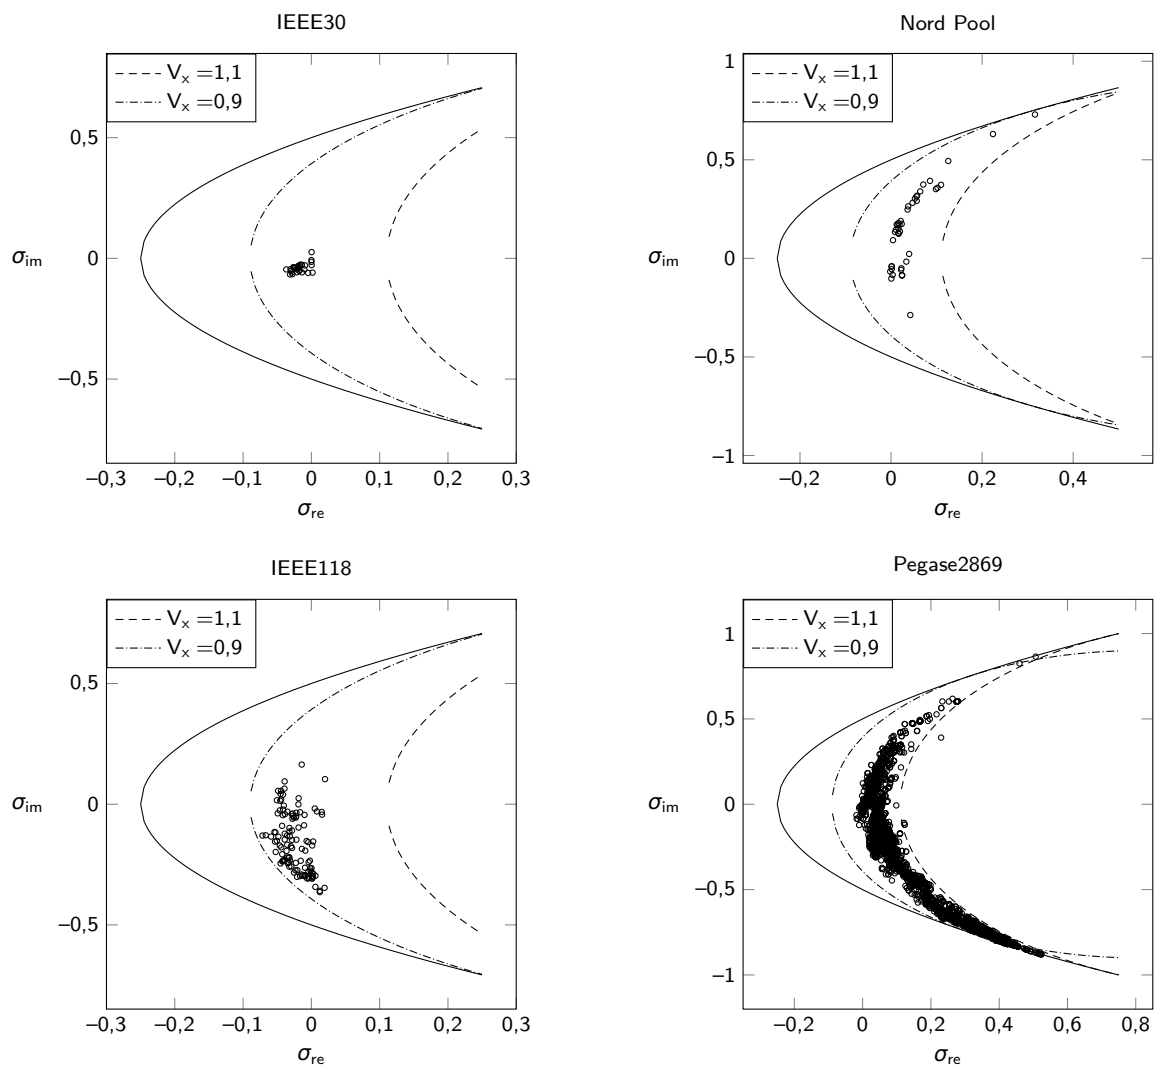 IEEE30
V_x =1,1
V_x =0,9
0,5
0
−0,5
σ_im
−0,3 −0,2 −0,1 0 0,1 0,2 0,3
σ_re
Nord Pool
V_x =1,1
V_x =0,9
1
0,5
0
−0,5
−1
σ_im
−0,2 0 0,2 0,4
σ_re
IEEE118
V_x =1,1
V_x =0,9
0,5
0
−0,5
σ_im
−0,3 −0,2 −0,1 0 0,1 0,2 0,3
σ_re
Pegase2869
V_x =1,1
V_x =0,9
1
0,5
0
−0,5
−1
σ_im
−0,2 0 0,2 0,4 0,6 0,8
σ_re